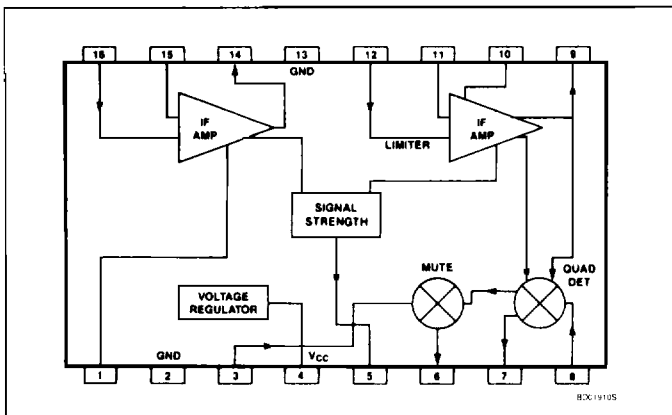 16 15 14 13 12 11 10 9
GND
IF
AMP
IF
AMP
LIMITER
SIGNAL
STRENGTH
MUTE
QUAD
DET
VOLTAGE
REGULATOR
GND
VCC
1 2 3 4 5 6 7 8
BDC1910S